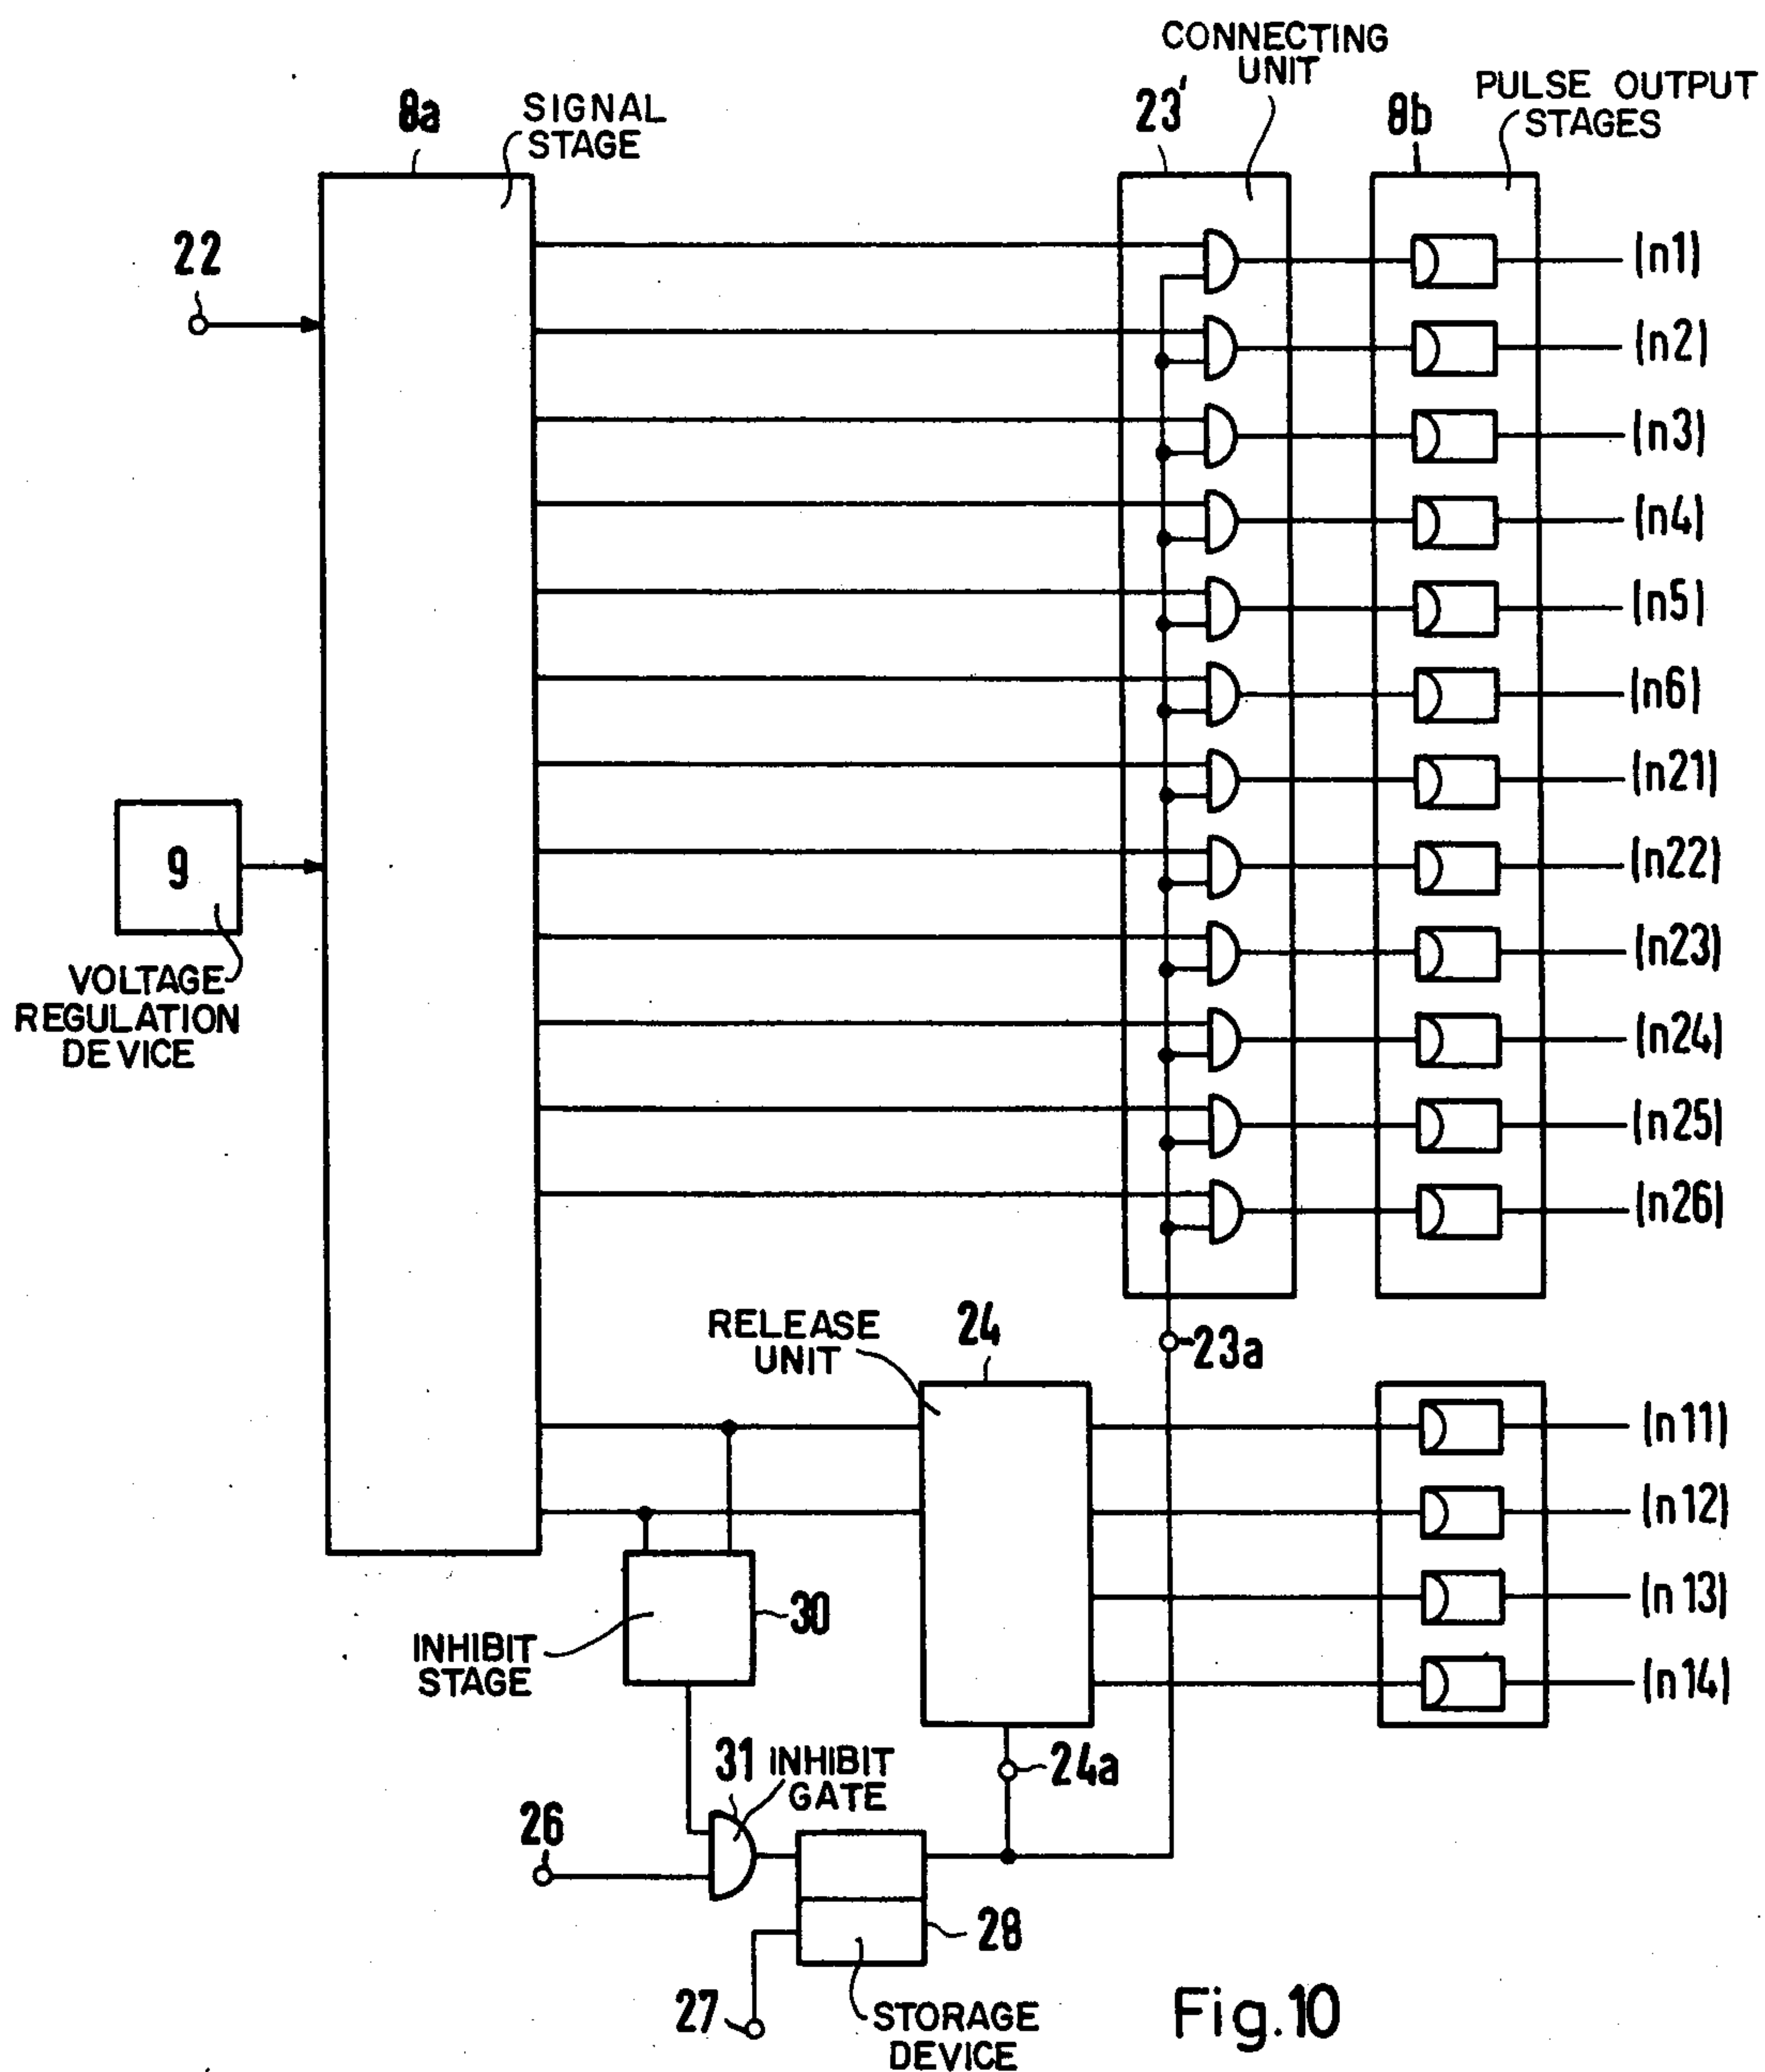 CONNECTING
UNIT
23'
PULSE OUTPUT
STAGES
8b
8a
SIGNAL
STAGE
22
(n1)
(n2)
(n3)
(n4)
(n5)
(n6)
(n21)
(n22)
(n23)
(n24)
(n25)
(n26)
9
VOLTAGE
REGULATION
DEVICE
RELEASE
UNIT
24
23a
(n11)
(n12)
(n13)
(n14)
30
INHIBIT
STAGE
24a
31 INHIBIT
GATE
26
28
27
STORAGE
DEVICE
Fig.10